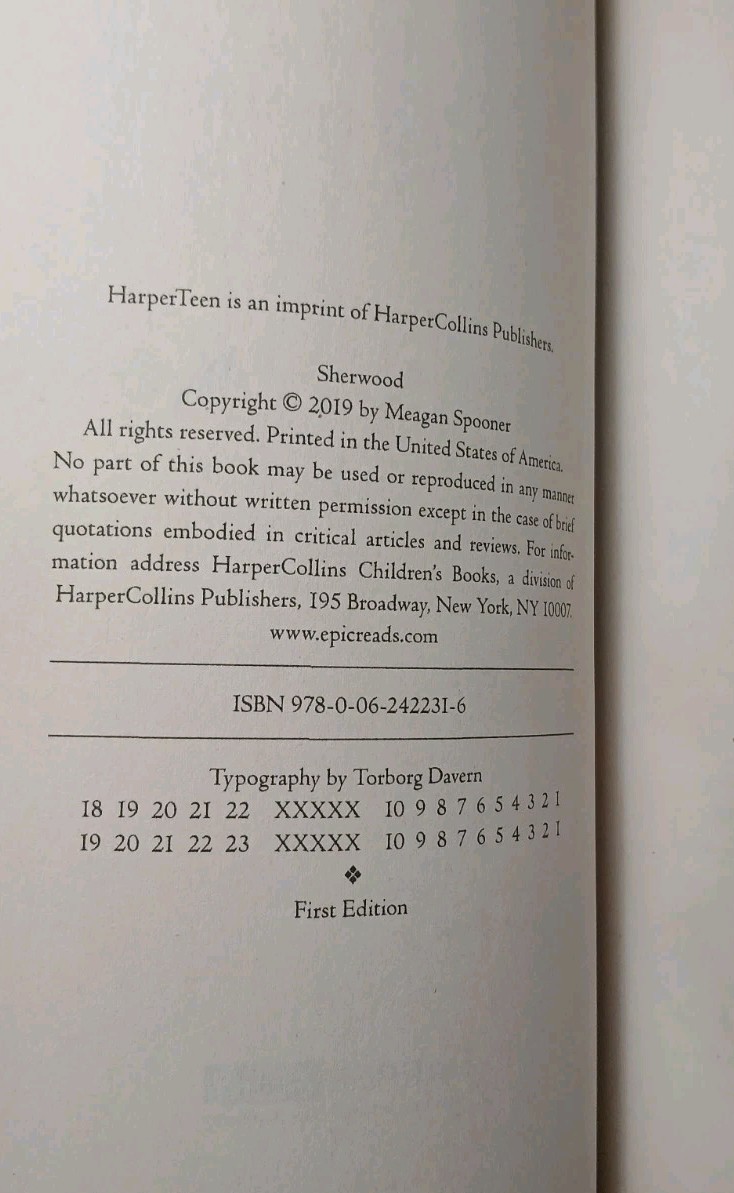 HarperTeen is an imprint of HarperCollins Publishers.
Sherwood
Copyright © 2019 by Meagan Spooner
All rights reserved. Printed in the United States of America.
No part of this book may be used or reproduced in any manner
whatsoever without written permission except in the case of brief
quotations embodied in critical articles and reviews. For infor-
mation address HarperCollins Children's Books, a division of
HarperCollins Publishers, 195 Broadway, New York, NY 10007.
www.epicreads.com
ISBN 978-0-06-242231-6
Typography by Torborg Davern
18 19 20 21 22 XXXXX 10 9 8 7 6 5 4 3 2 1
19 20 21 22 23 XXXXX 10 9 8 7 6 5 4 3 2 1
❖
First Edition